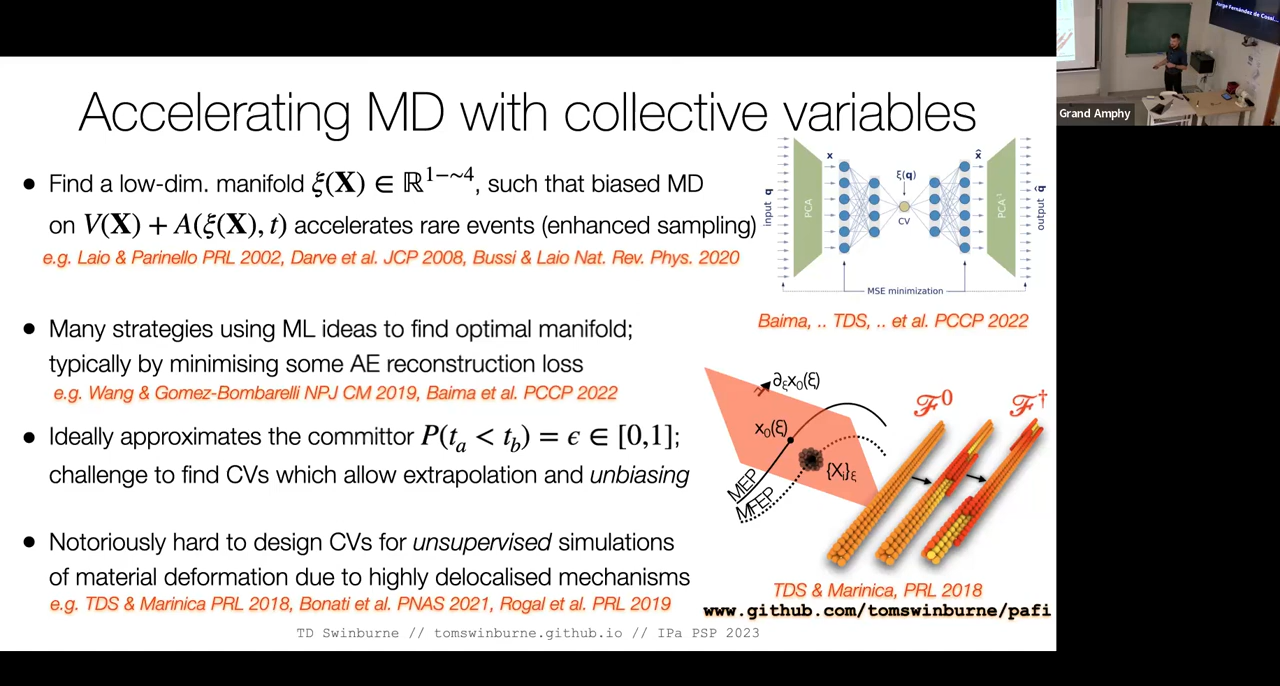 Accelerating MD with collective variables
● Find a low-dim. manifold ξ(X) ∈ ℝ¹⁻~⁴, such that biased MD
on V(X) + A(ξ(X), t) accelerates rare events (enhanced sampling)
e.g. Laio & Parinello PRL 2002, Darve et al. JCP 2008, Bussi & Laio Nat. Rev. Phys. 2020
● Many strategies using ML ideas to find optimal manifold;
typically by minimising some AE reconstruction loss
e.g. Wang & Gomez-Bombarelli NPJ CM 2019, Baima et al. PCCP 2022
● Ideally approximates the committor P(tₐ < t_b) = ϵ ∈ [0,1];
challenge to find CVs which allow extrapolation and unbiasing
● Notoriously hard to design CVs for unsupervised simulations
of material deformation due to highly delocalised mechanisms
e.g. TDS & Marinica PRL 2018, Bonati et al. PNAS 2021, Rogal et al. PRL 2019
input q
PCA
x
ξ(q)
CV
x̂
PCA⁻¹
output q̂
MSE minimization
Baima, .. TDS, .. et al. PCCP 2022
∂ξx₀(ξ)
x₀(ξ)
{Xᵢ}ξ
MEP
MFEP
ℱ⁰
ℱ†
TDS & Marinica, PRL 2018
www.github.com/tomswinburne/pafi
TD Swinburne // tomswinburne.github.io // IPa PSP 2023
Jorge Fernández de Cossi...
Grand Amphy